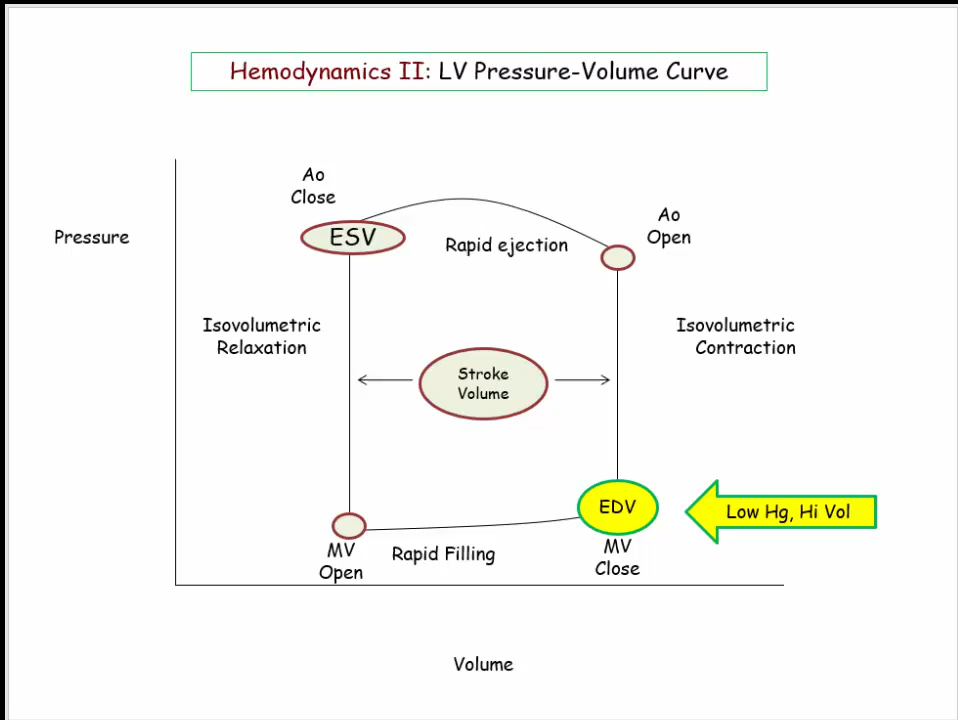 Hemodynamics II: LV Pressure-Volume Curve
Ao
Close
Ao
Open
Pressure
ESV
Rapid ejection
Isovolumetric
Relaxation
Isovolumetric
Contraction
Stroke
Volume
EDV
Low Hg, Hi Vol
MV
Open
Rapid Filling
MV
Close
Volume